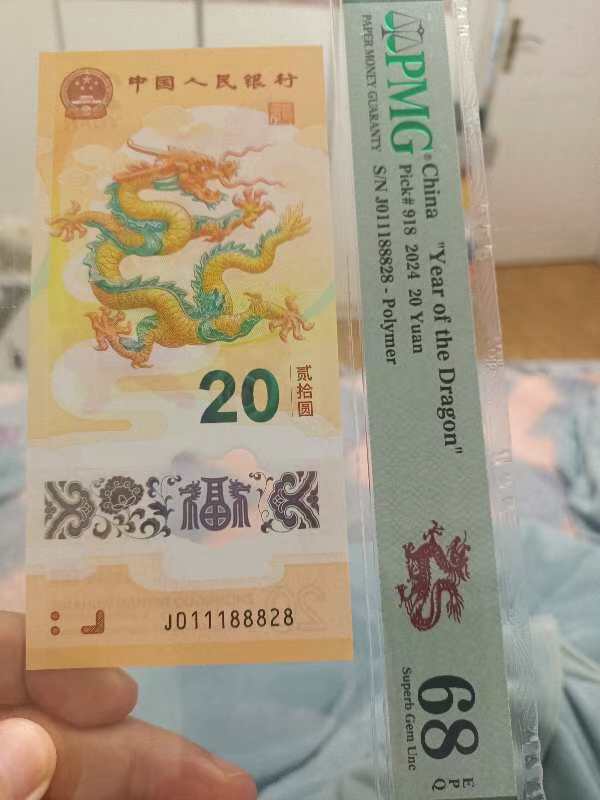 中国人民银行
20
贰拾圆
福
J011188828
PMG
PAPER MONEY GUARANTY
China
"Year of the Dragon"
Pick# 918 2024 20 Yuan
S/N J011188828 - Polymer
68
EPQ
Superb Gem Unc